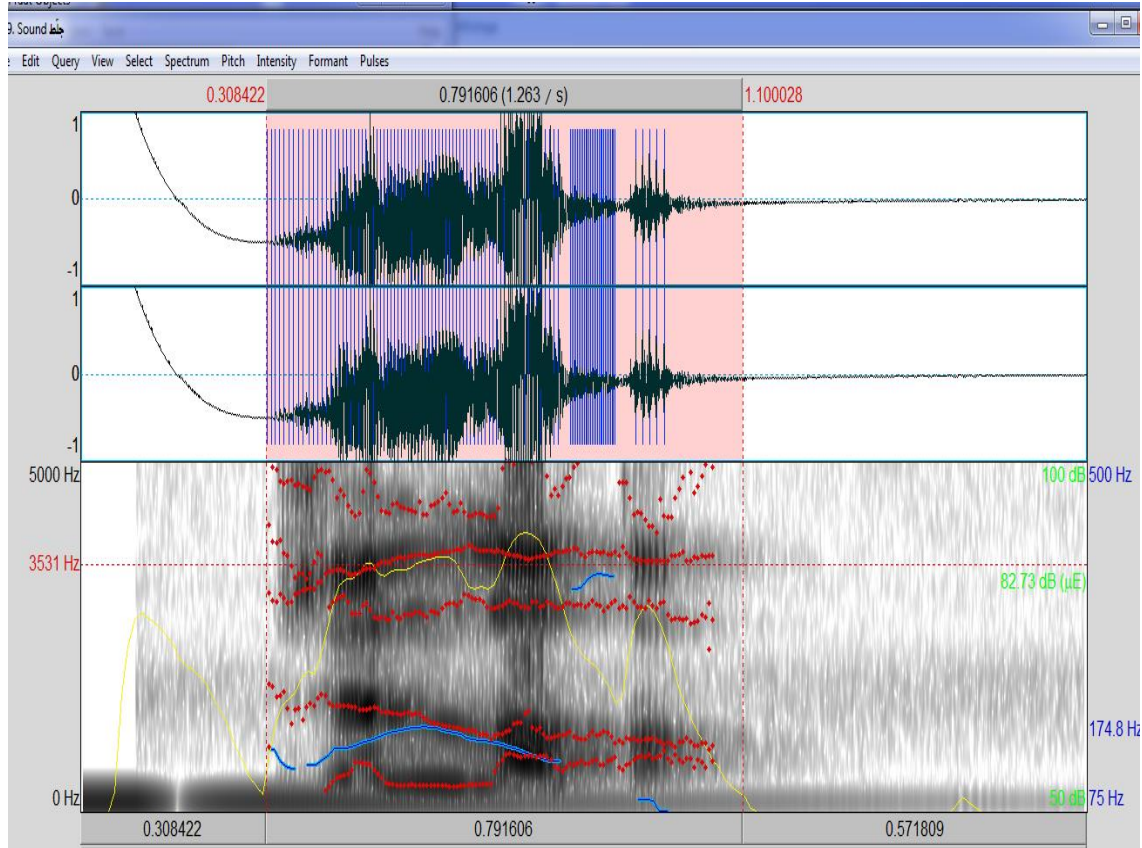 9. Sound جلّط
Edit Query View Select Spectrum Pitch Intensity Formant Pulses
0.308422 0.791606 (1.263 / s) 1.100028
1
0
-1
1
0
-1
5000 Hz 100 dB 500 Hz
3531 Hz
82.73 dB (µE)
174.8 Hz
0 Hz 50 dB 75 Hz
0.308422 0.791606 0.571809